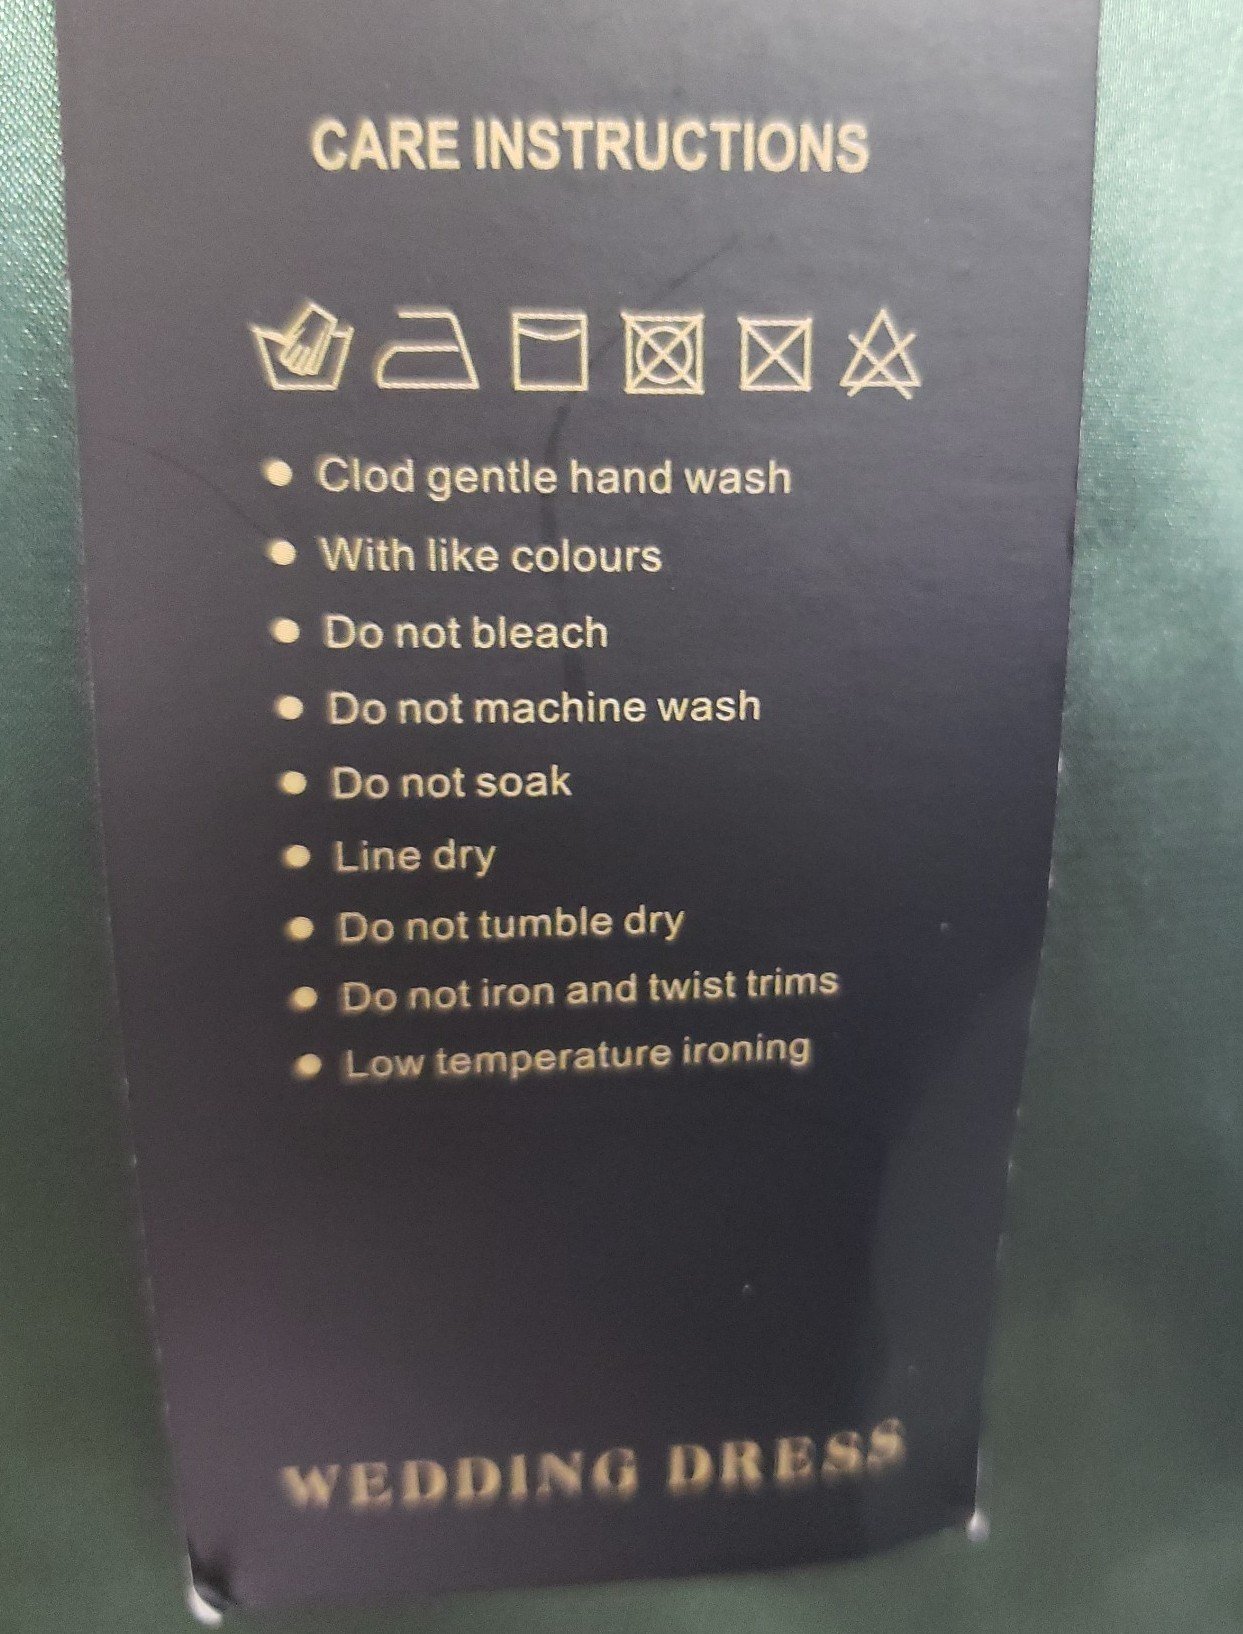 CARE INSTRUCTIONS
Clod gentle hand wash
With like colours
Do not bleach
Do not machine wash
Do not soak
Line dry
Do not tumble dry
Do not iron and twist trims
Low temperature ironing
WEDDING DRESS